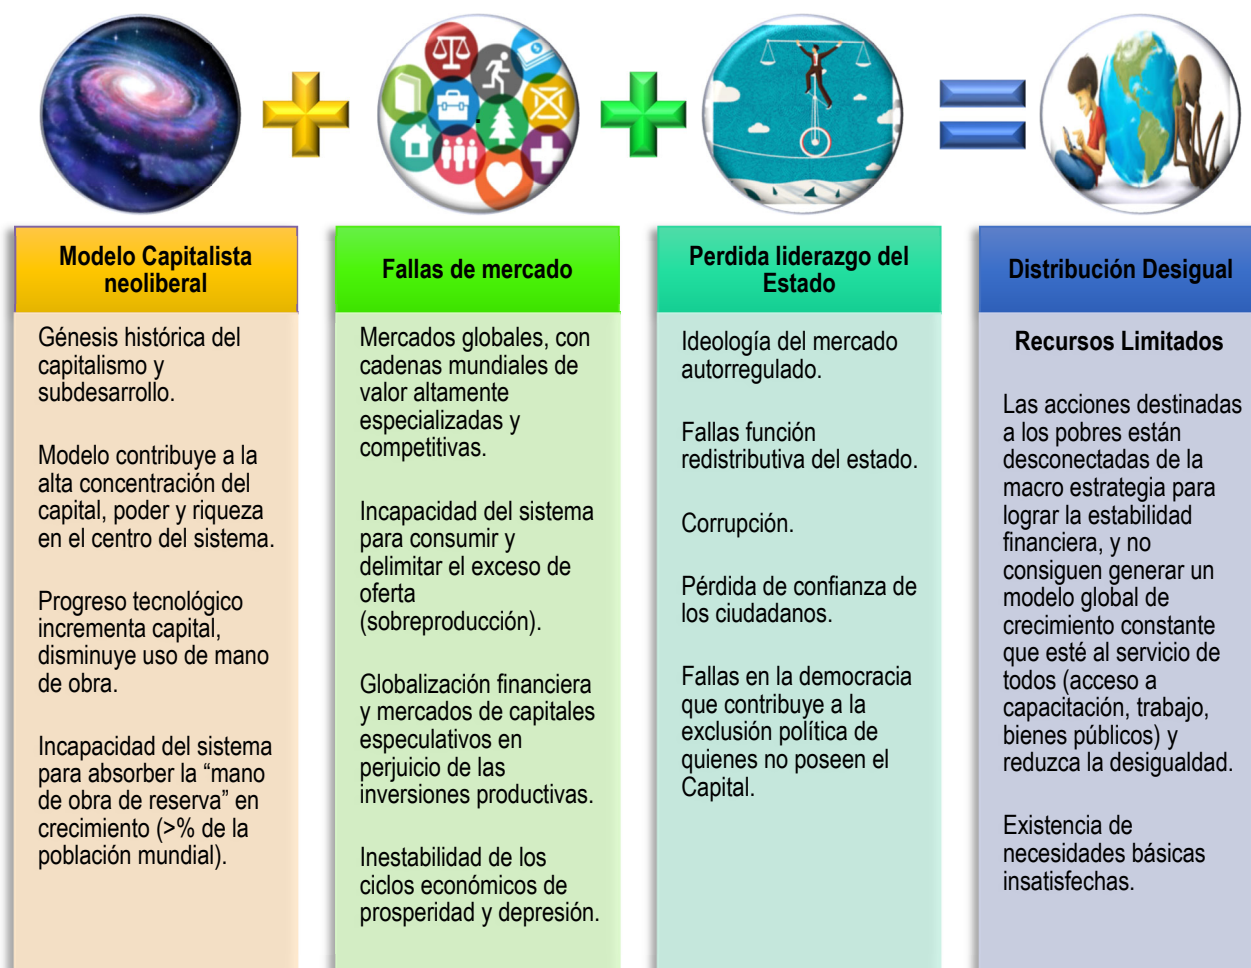 Modelo Capitalista
neoliberal
Génesis histórica del
capitalismo y
subdesarrollo.
Modelo contribuye a la
alta concentración del
capital, poder y riqueza
en el centro del sistema.
Progreso tecnológico
incrementa capital,
disminuye uso de mano
de obra.
Incapacidad del sistema
para absorber la “mano
de obra de reserva” en
crecimiento (>% de la
población mundial).
Fallas de mercado
Mercados globales, con
cadenas mundiales de
valor altamente
especializadas y
competitivas.
Incapacidad del sistema
para consumir y
delimitar el exceso de
oferta
(sobreproducción).
Globalización financiera
y mercados de capitales
especulativos en
perjuicio de las
inversiones productivas.
Inestabilidad de los
ciclos económicos de
prosperidad y depresión.
Perdida liderazgo del
Estado
Ideología del mercado
autorregulado.
Fallas función
redistributiva del estado.
Corrupción.
Pérdida de confianza de
los ciudadanos.
Fallas en la democracia
que contribuye a la
exclusión política de
quienes no poseen el
Capital.
Distribución Desigual
Recursos Limitados
Las acciones destinadas
a los pobres están
desconectadas de la
macro estrategia para
lograr la estabilidad
financiera, y no
consiguen generar un
modelo global de
crecimiento constante
que esté al servicio de
todos (acceso a
capacitación, trabajo,
bienes públicos) y
reduzca la desigualdad.
Existencia de
necesidades básicas
insatisfechas.